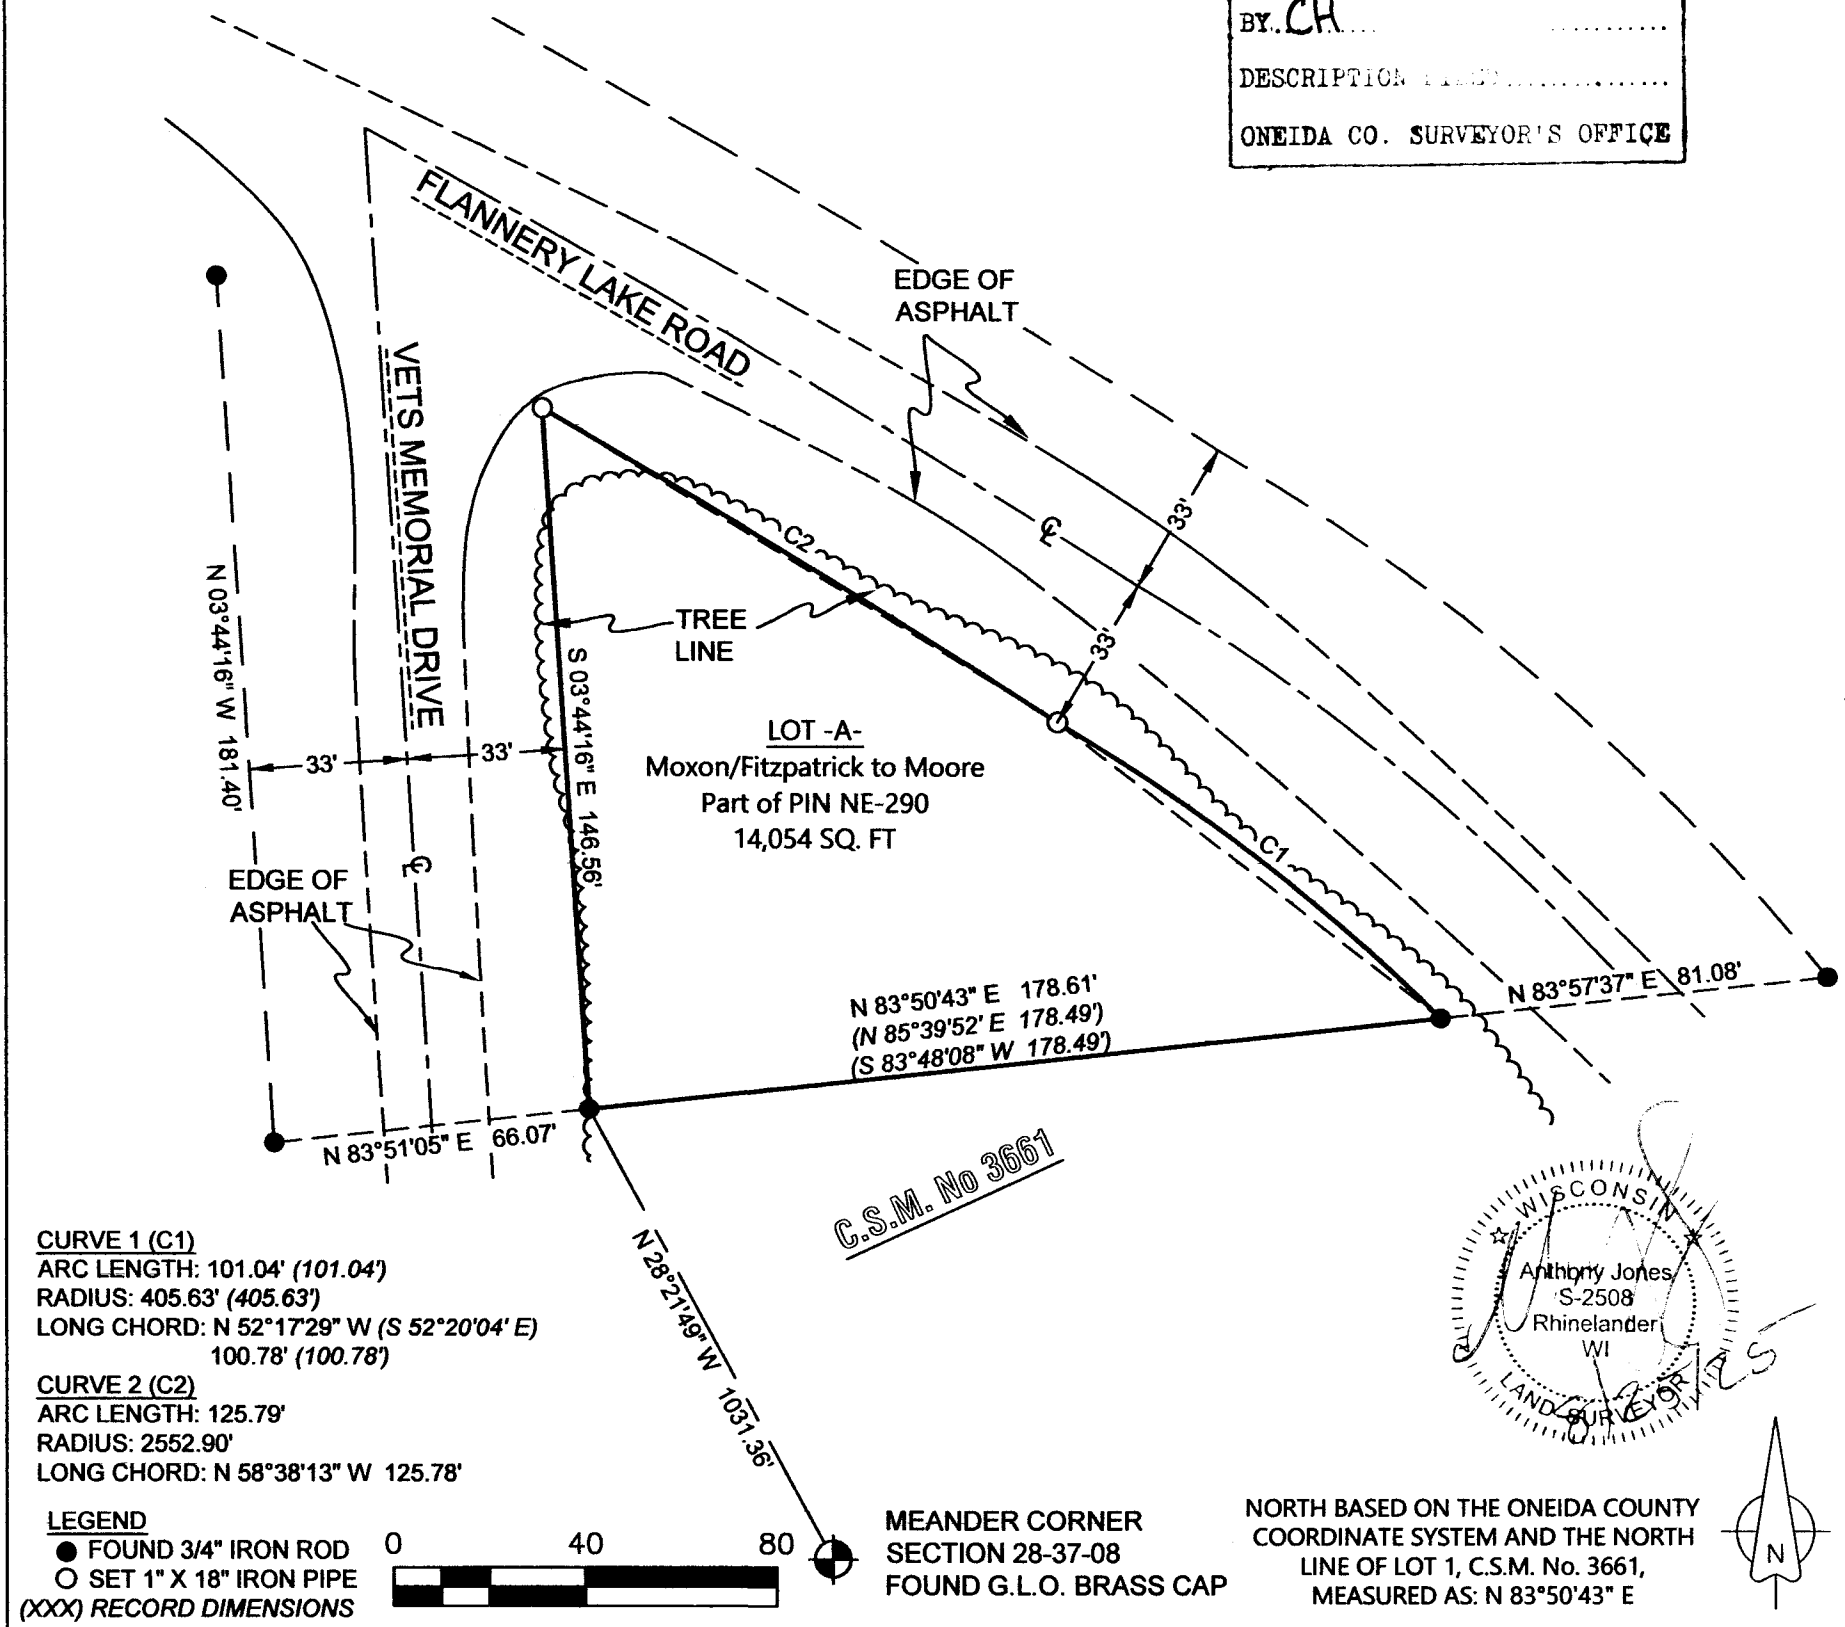 BY. CH
DESCRIPTION
ONEIDA CO. SURVEYOR'S OFFICE
FLANNERY LAKE ROAD
EDGE OF
ASPHALT
VETS MEMORIAL DRIVE
33'
C2
℄
33'
N 03°44'16" W 181.40'
TREE
LINE
S 03°44'16" E 146.56'
LOT -A-
Moxon/Fitzpatrick to Moore
Part of PIN NE-290
14,054 SQ. FT
33'
33'
C1
℄
EDGE OF
ASPHALT
N 83°50'43" E 178.61'
(N 85°39'52' E 178.49')
(S 83°48'08" W 178.49')
N 83°57'37" E 81.08'
N 83°51'05" E 66.07'
C.S.M. No 3661
N 28°21'49" W 1031.36'
CURVE 1 (C1)
ARC LENGTH: 101.04' (101.04')
RADIUS: 405.63' (405.63')
LONG CHORD: N 52°17'29" W (S 52°20'04' E)
100.78' (100.78')
CURVE 2 (C2)
ARC LENGTH: 125.79'
RADIUS: 2552.90'
LONG CHORD: N 58°38'13" W 125.78'
WISCONSIN
Anthony Jones
S-2508
Rhinelander
WI
LAND SURVEYOR
LEGEND
FOUND 3/4" IRON ROD
SET 1" X 18" IRON PIPE
(XXX) RECORD DIMENSIONS
0 40 80
MEANDER CORNER
SECTION 28-37-08
FOUND G.L.O. BRASS CAP
NORTH BASED ON THE ONEIDA COUNTY
COORDINATE SYSTEM AND THE NORTH
LINE OF LOT 1, C.S.M. No. 3661,
MEASURED AS: N 83°50'43" E
N